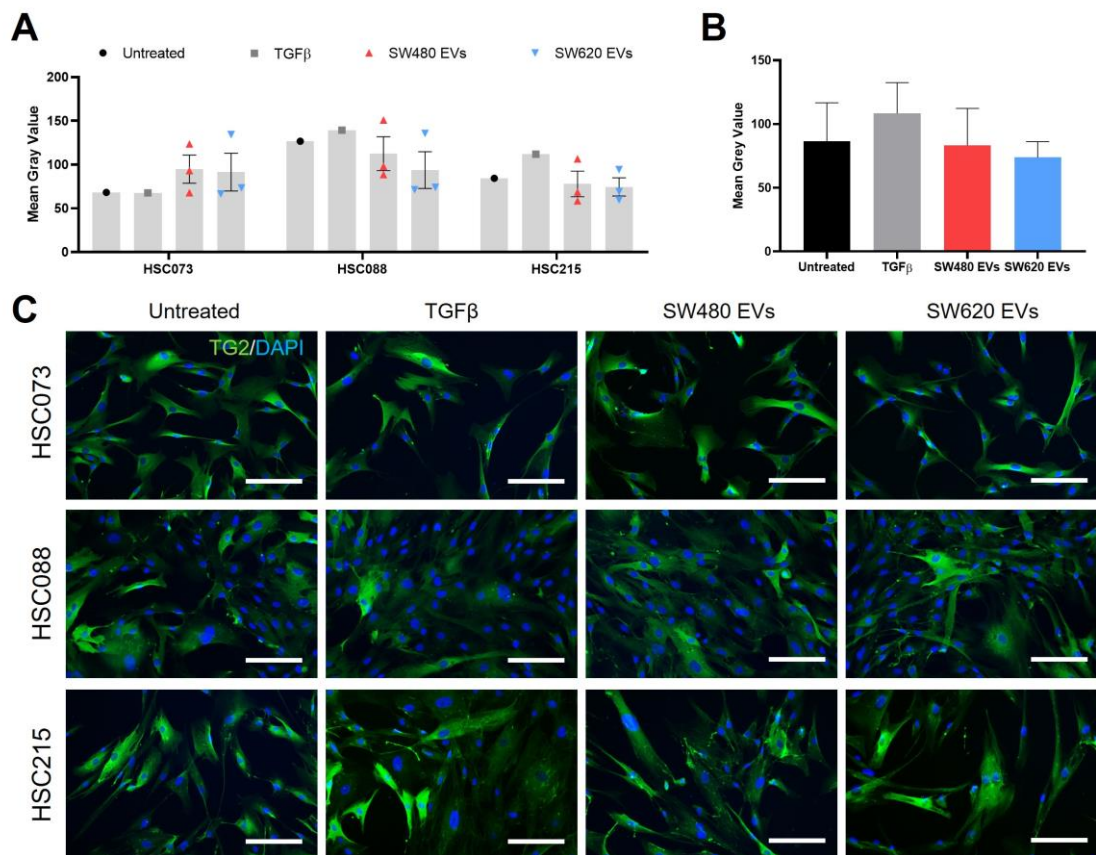 A
Untreated
TGFβ
SW480 EVs
SW620 EVs
Mean Gray Value
200
150
100
50
0
HSC073
HSC088
HSC215
B
Mean Grey Value
150
100
50
0
Untreated
TGFβ
SW480 EVs
SW620 EVs
C
Untreated
TGFβ
SW480 EVs
SW620 EVs
TG2/DAPI
HSC073
HSC088
HSC215